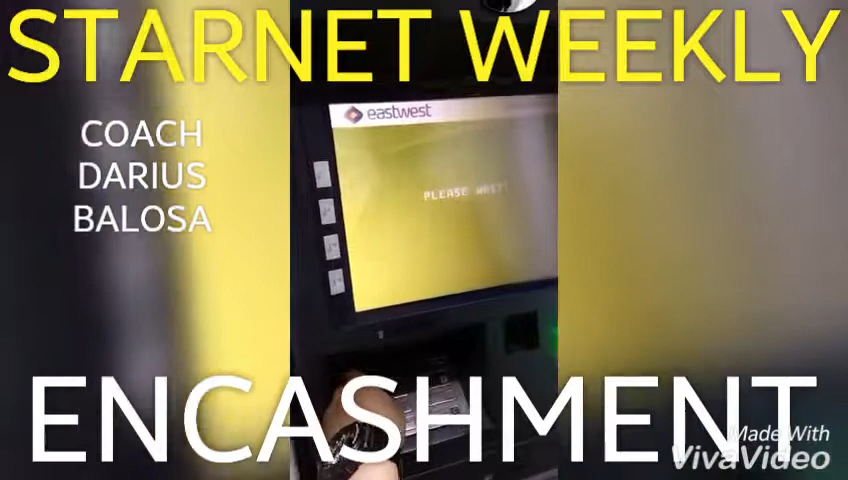 STARNET WEEKLY
COACH
DARIUS
BALOSA
eastwest
PLEASE WAIT
ENCASHMENT
Made With
VivaVideo